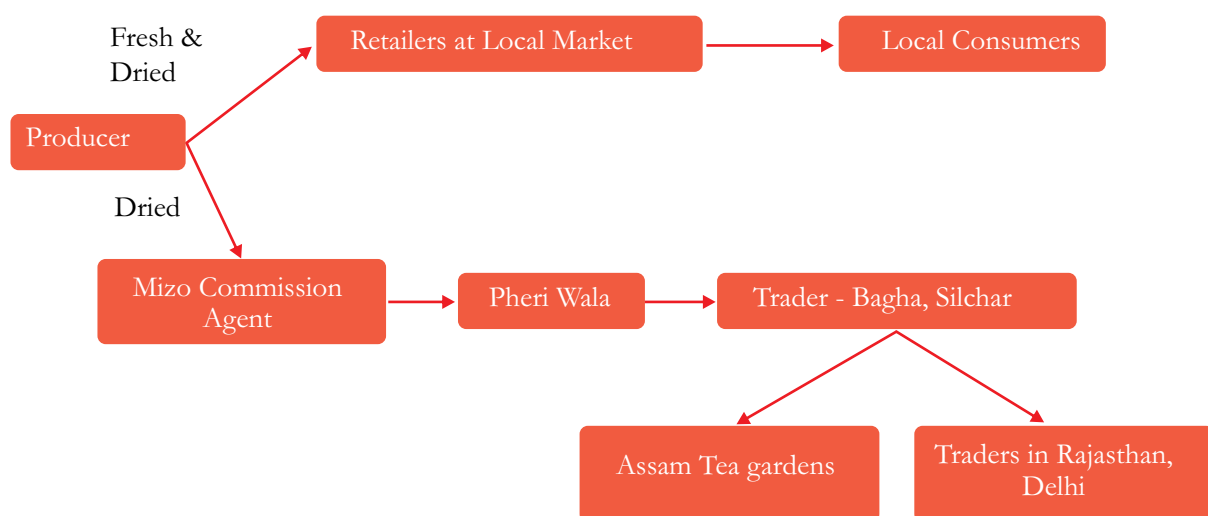 Fresh &
Dried
Retailers at Local Market
Local Consumers
Producer
Dried
Mizo Commission
Agent
Pheri Wala
Trader - Bagha, Silchar
Assam Tea gardens
Traders in Rajasthan,
Delhi